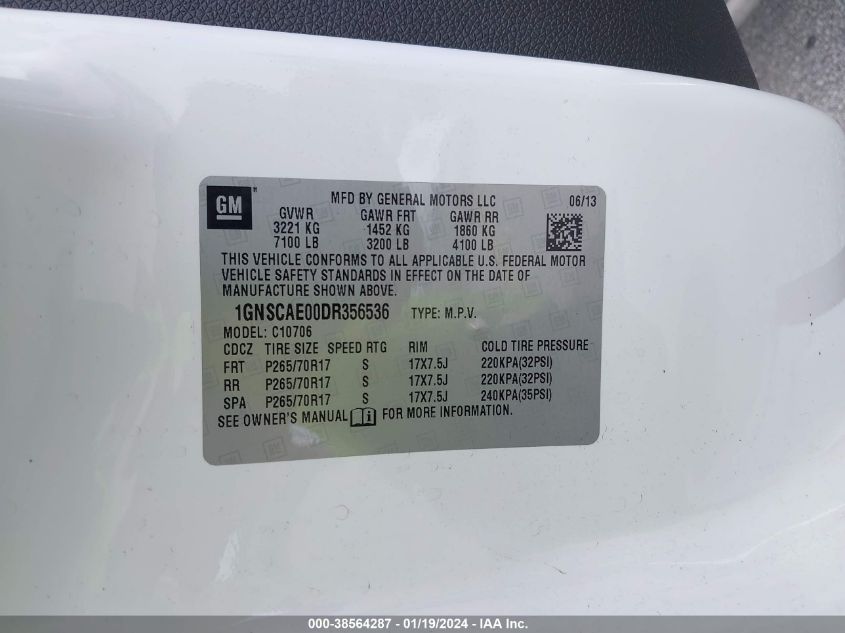 GM
MFD BY GENERAL MOTORS LLC 06/13
GVWR GAWR FRT GAWR RR
3221 KG 1452 KG 1860 KG
7100 LB 3200 LB 4100 LB
THIS VEHICLE CONFORMS TO ALL APPLICABLE U.S. FEDERAL MOTOR
VEHICLE SAFETY STANDARDS IN EFFECT ON THE DATE OF
MANUFACTURE SHOWN ABOVE.
1GNSCAE00DR356536 TYPE: M.P.V.
MODEL: C10706
CDCZ TIRE SIZE SPEED RTG RIM COLD TIRE PRESSURE
FRT P265/70R17 S 17X7.5J 220KPA(32PSI)
RR P265/70R17 S 17X7.5J 220KPA(32PSI)
SPA P265/70R17 S 17X7.5J 240KPA(35PSI)
SEE OWNER'S MANUAL FOR MORE INFORMATION.
000-38564287 - 01/19/2024 - IAA Inc.